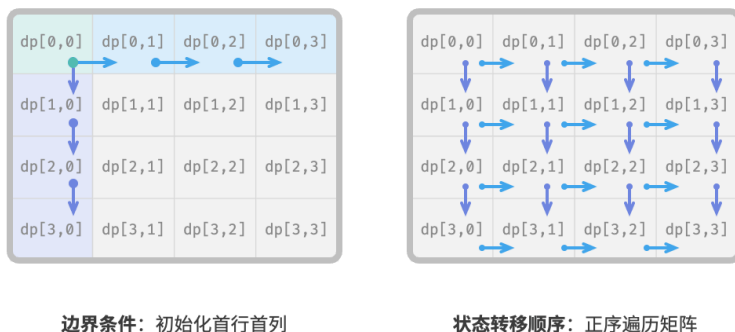 dp[0,0] dp[0,1] dp[0,2] dp[0,3] dp[0,0] dp[0,1] dp[0,2] dp[0,3]
dp[1,0] dp[1,1] dp[1,2] dp[1,3] dp[1,0] dp[1,1] dp[1,2] dp[1,3]
dp[2,0] dp[2,1] dp[2,2] dp[2,3] dp[2,0] dp[2,1] dp[2,2] dp[2,3]
dp[3,0] dp[3,1] dp[3,2] dp[3,3] dp[3,0] dp[3,1] dp[3,2] dp[3,3]
边界条件：初始化首行首列 状态转移顺序：正序遍历矩阵